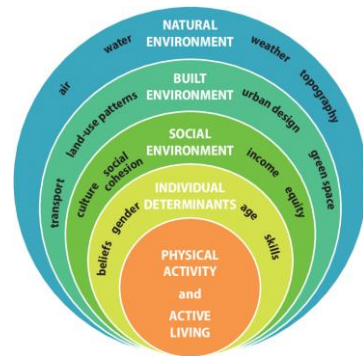 NATURAL
ENVIRONMENT
air
water
weather
topography
BUILT
ENVIRONMENT
transport
land-use patterns
urban design
green space
SOCIAL
ENVIRONMENT
culture
social
cohesion
income
equity
INDIVIDUAL
DETERMINANTS
beliefs
gender
age
skills
PHYSICAL
ACTIVITY
and
ACTIVE
LIVING